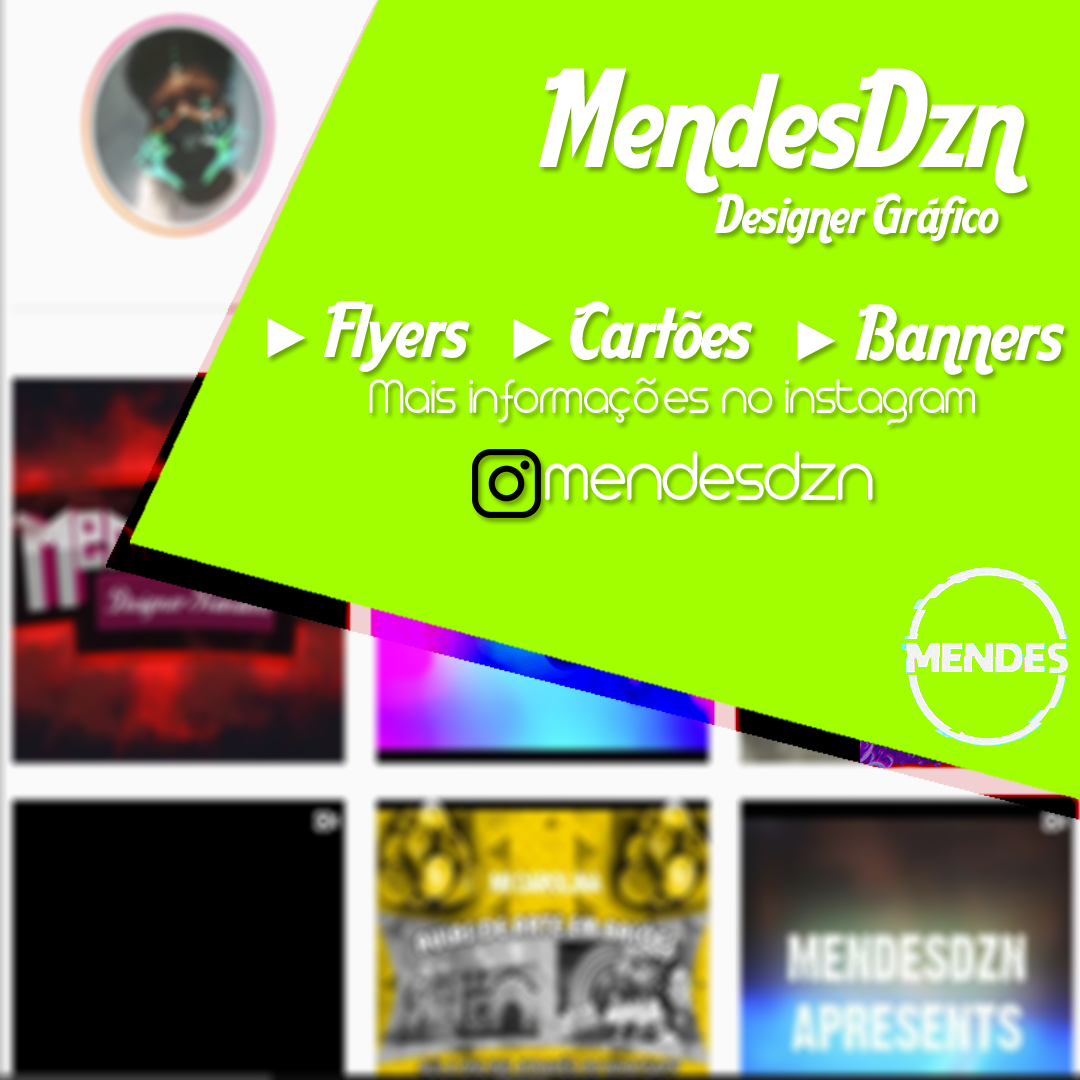 MendesDzn
Designer Gráfico
Flyers Cartões Banners
Mais informações no instagram
mendesdzn
MENDES
MENDESDZN
APRESENTS